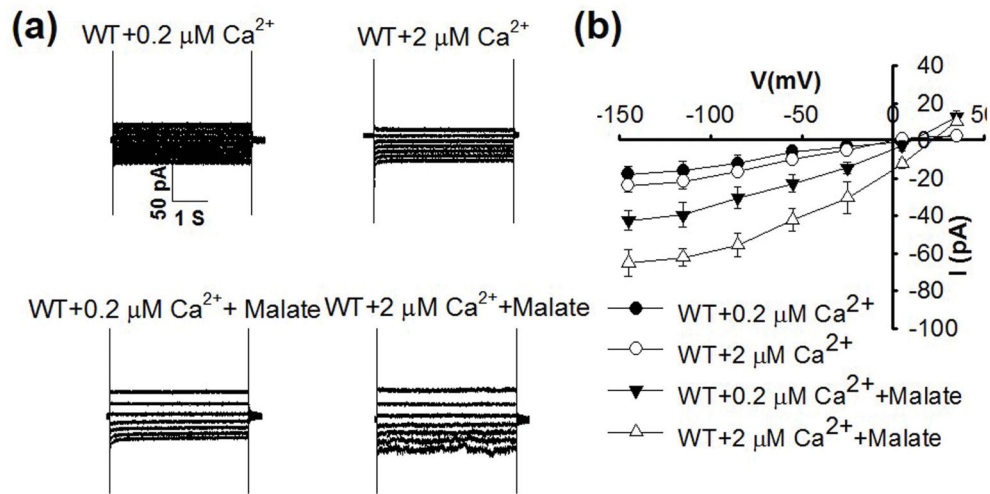 (a)
WT+0.2 μM Ca2+
WT+2 μM Ca2+
50 pA
1 S
WT+0.2 μM Ca2++ Malate
WT+2 μM Ca2++Malate
(b)
V(mV)
-150 -100 -50 0 50
40
20
0
-20
-40
-60
-80
-100
I (pA)
WT+0.2 μM Ca2+
WT+2 μM Ca2+
WT+0.2 μM Ca2++Malate
WT+2 μM Ca2++Malate